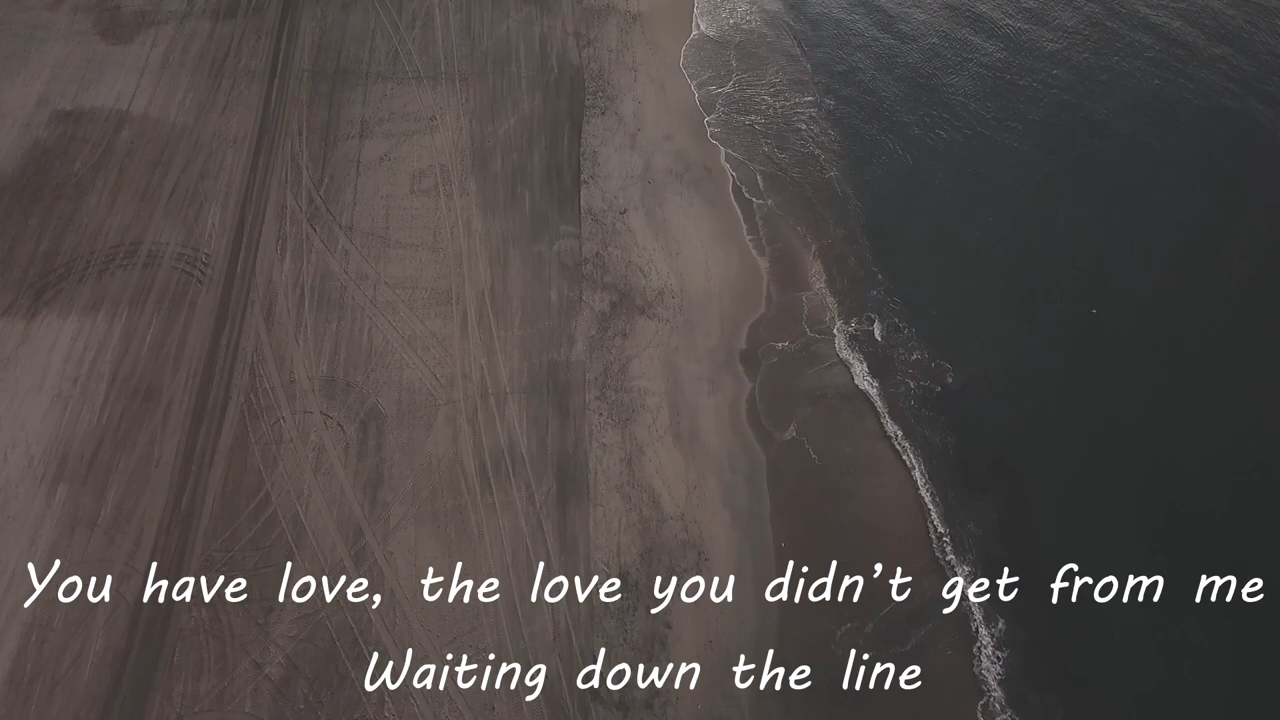 You have love, the love you didn’t get from me
Waiting down the line